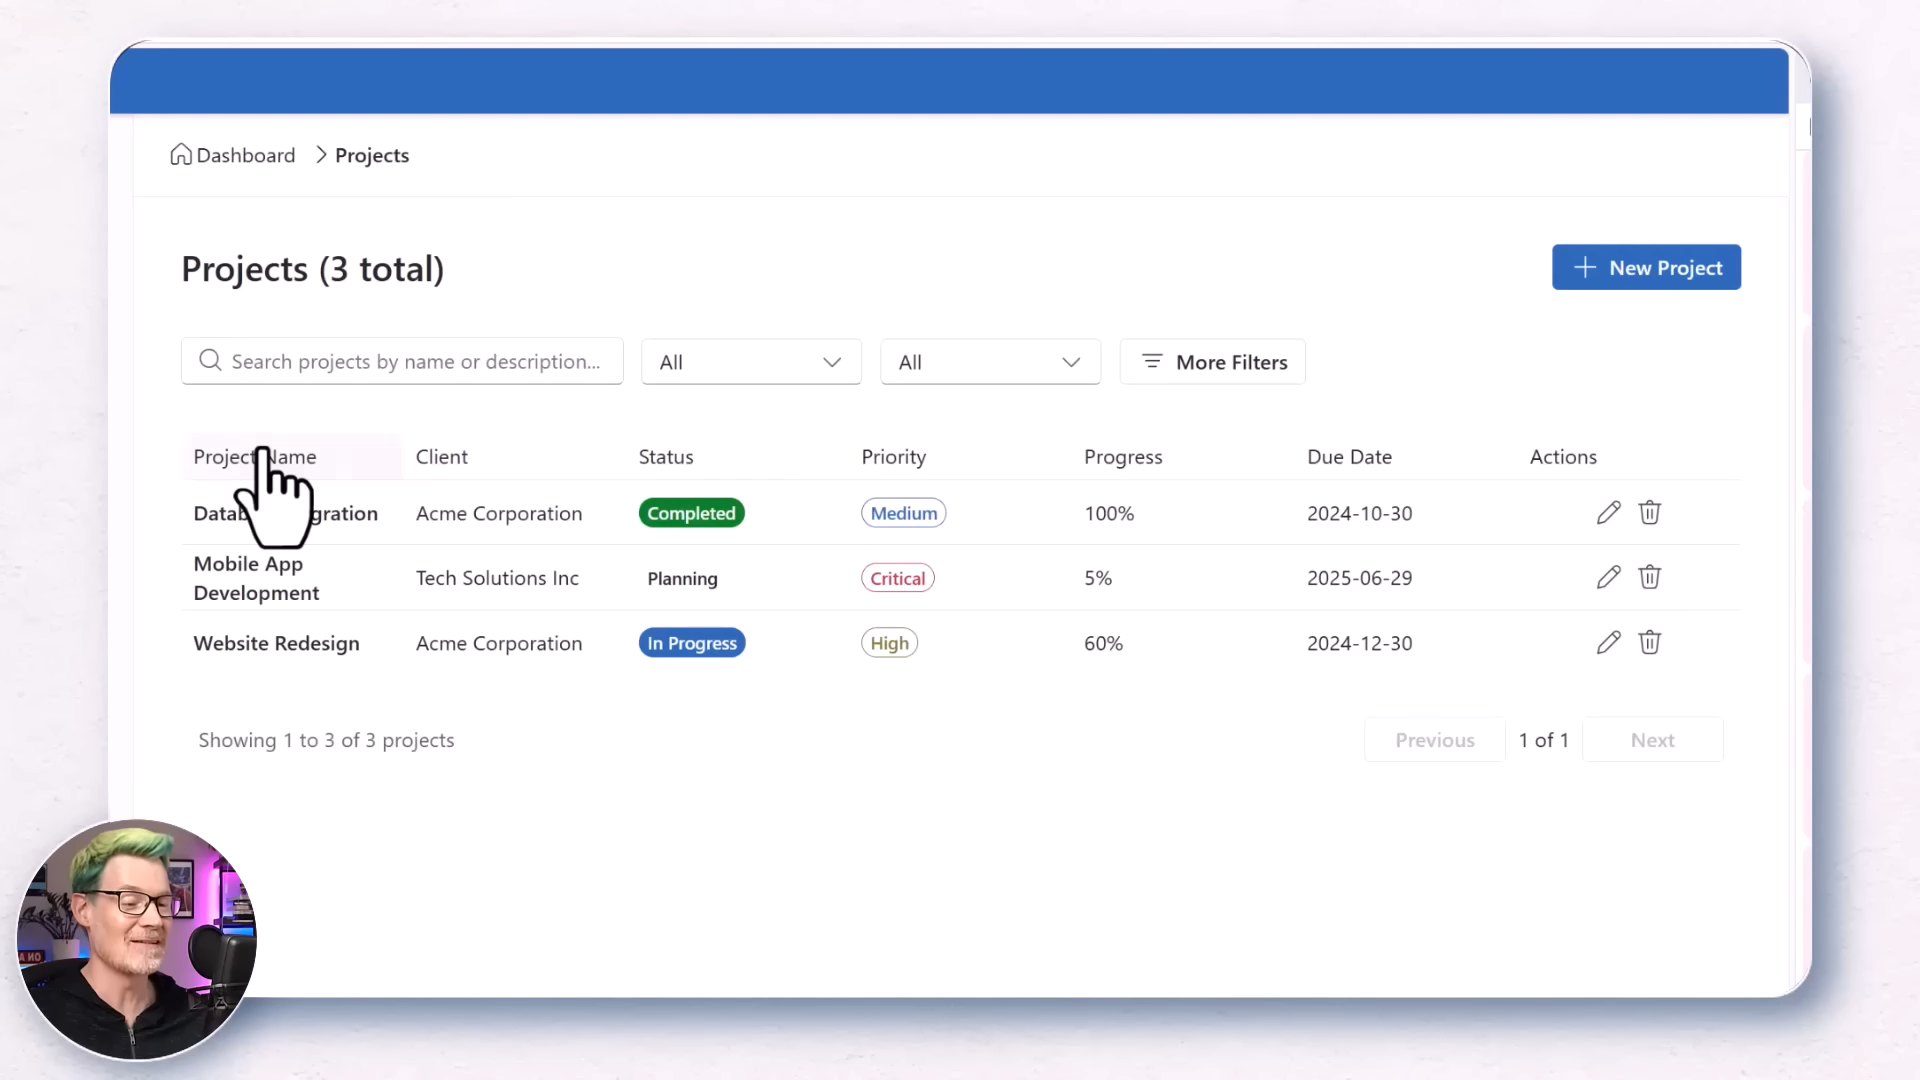 Dashboard > Projects
Projects (3 total)
+ New Project
Search projects by name or description...
All
All
More Filters
Project Name Client Status Priority Progress Due Date Actions
Acme Corporation Completed Medium 100% 2024-10-30
Mobile App Development Tech Solutions Inc Planning Critical 5% 2025-06-29
Website Redesign Acme Corporation In Progress High 60% 2024-12-30
Showing 1 to 3 of 3 projects
Previous 1 of 1 Next